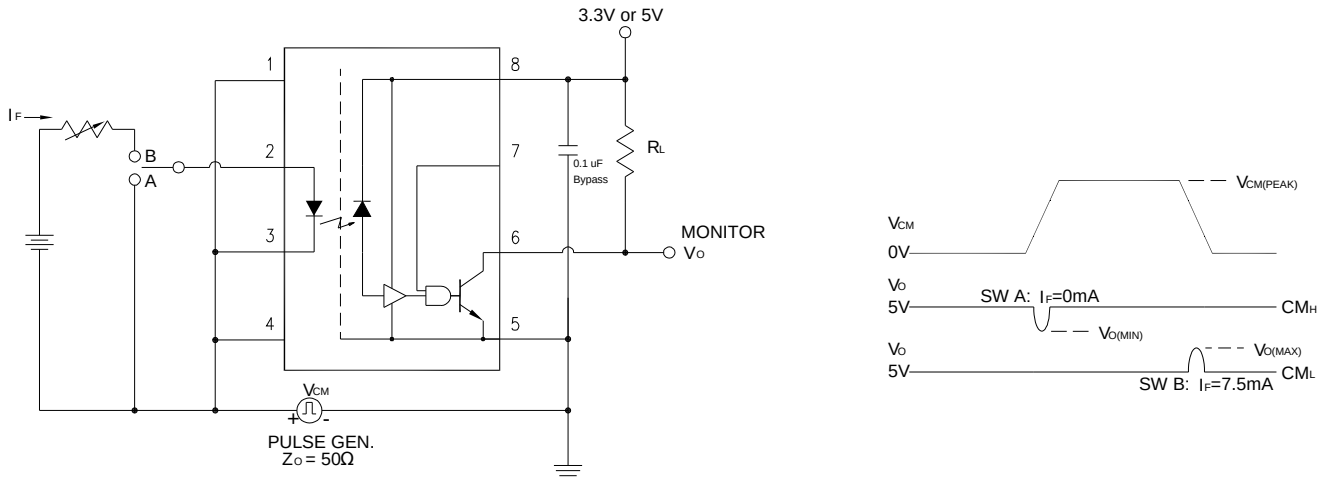 3.3V or 5V
1
8
IF
B
A
2
7
RL
0.1 uF
Bypass
3
6
MONITOR
VO
4
5
VCM
+
-
PULSE GEN.
ZO = 50Ω
VCM(PEAK)
VCM
0V
VO
5V
SW A: IF=0mA
CMH
VO(MIN)
VO
5V
VO(MAX)
CML
SW B: IF=7.5mA